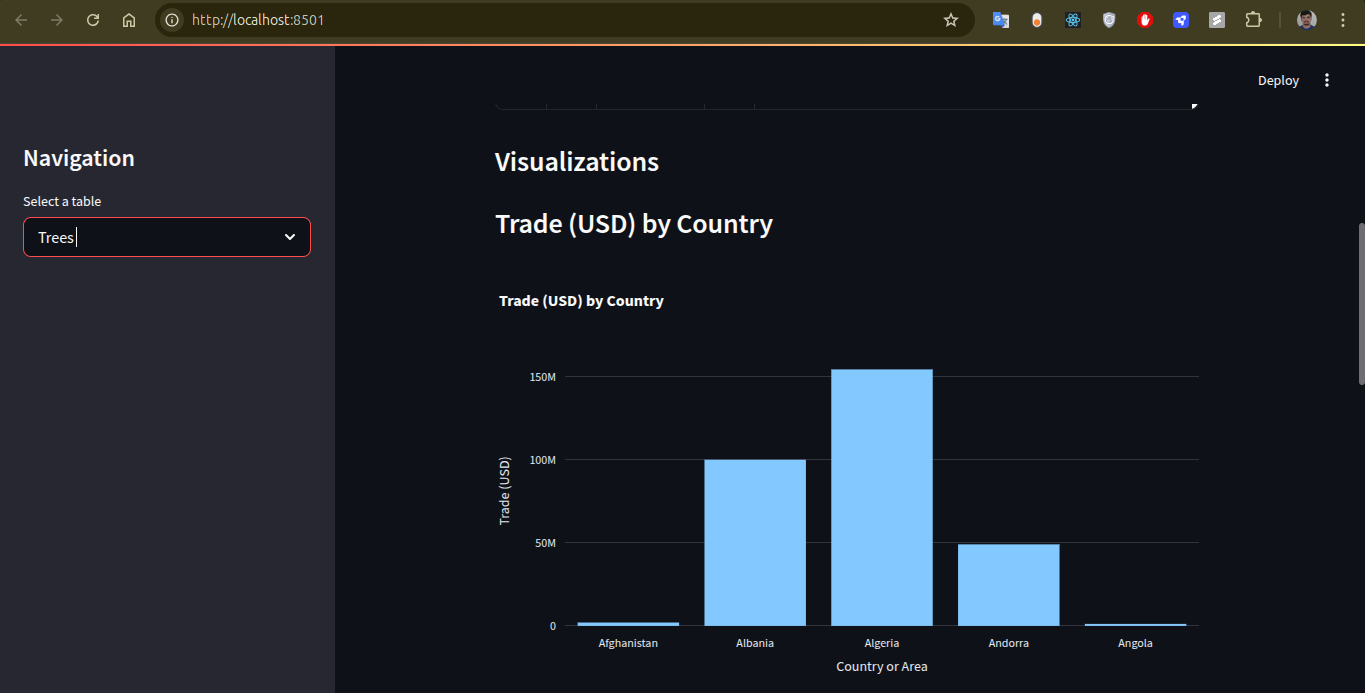 http://localhost:8501
Deploy
Navigation
Select a table
Trees
Visualizations
Trade (USD) by Country
Trade (USD) by Country
150M
100M
50M
0
Trade (USD)
Afghanistan
Albania
Algeria
Andorra
Angola
Country or Area